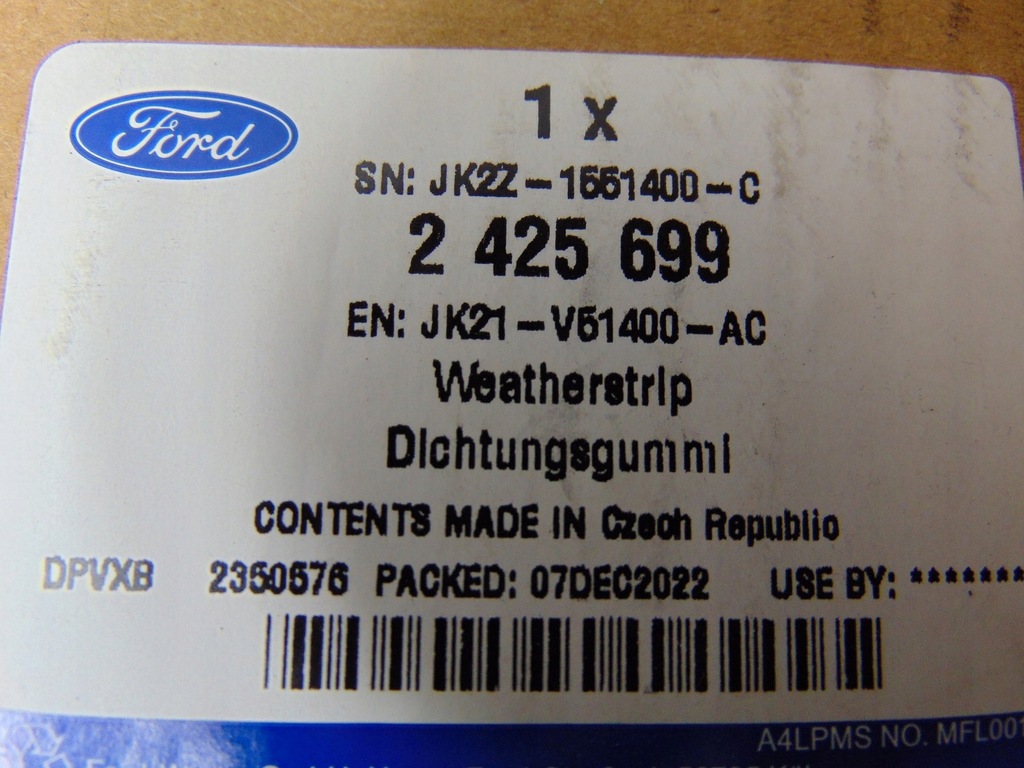 Ford
1 x
SN: JK2Z-1551400-C
2 425 699
EN: JK21-V51400-AC
Weatherstrip
Dichtungsgummi
CONTENTS MADE IN Czech Republic
DPVXB 2350576 PACKED: 07DEC2022 USE BY: *******
A4LPMS NO. MFL001